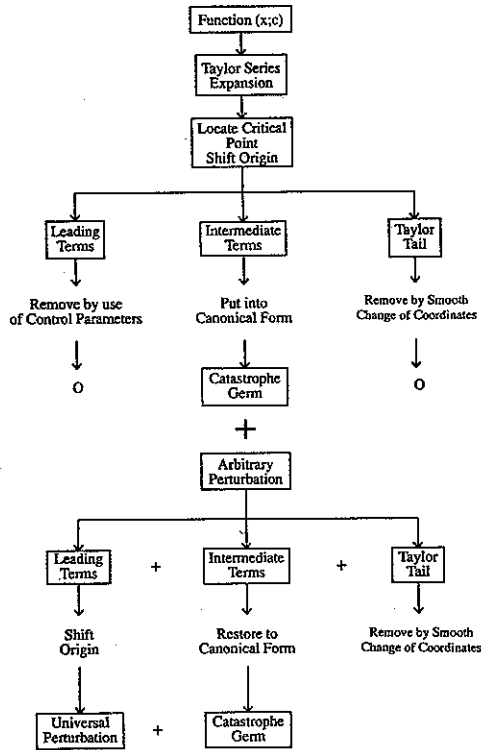 Function (x;c)
Taylor Series
Expansion
Locate Critical
Point
Shift Origin
Leading
Terms
Intermediate
Terms
Taylor
Tail
Remove by use
of Control Parameters
Put into
Canonical Form
Remove by Smooth
Change of Coordinates
O
Catastrophe
Germ
O
+
Arbitrary
Perturbation
Leading
Terms
+
Intermediate
Terms
+
Taylor
Tail
Shift
Origin
Restore to
Canonical Form
Remove by Smooth
Change of Coordinates
Universal
Perturbation
+
Catastrophe
Germ